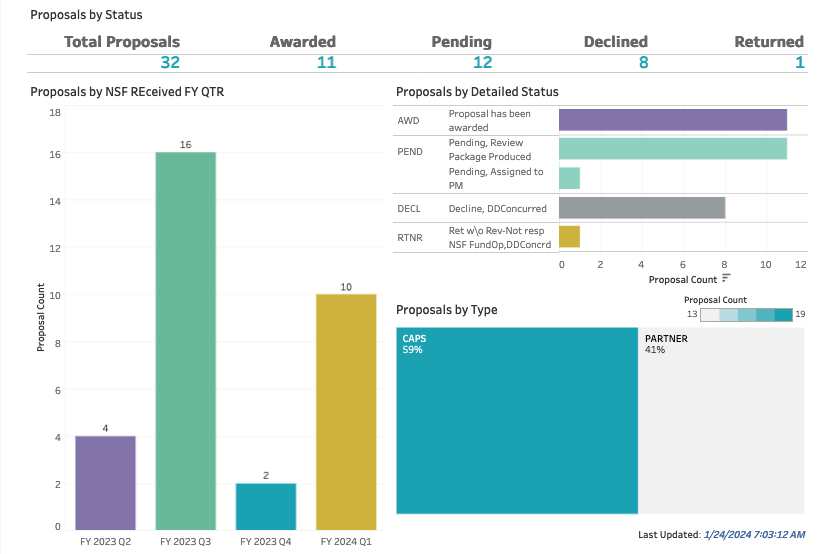 Proposals by Status
Total Proposals Awarded Pending Declined Returned
32 11 12 8 1
Proposals by NSF REceived FY QTR
18
16
14
12
10
8
6
4
2
0
Proposal Count
4
16
2
10
FY 2023 Q2 FY 2023 Q3 FY 2023 Q4 FY 2024 Q1
Proposals by Detailed Status
AWD Proposal has been
awarded
PEND Pending, Review
Package Produced
Pending, Assigned to
PM
DECL Decline, DDConcurred
RTNR Ret w\o Rev-Not resp
NSF FundOp,DDConcrd
0 2 4 6 8 10 12
Proposal Count
Proposals by Type
Proposal Count
13 19
CAPS
59%
PARTNER
41%
Last Updated: 1/24/2024 7:03:12 AM